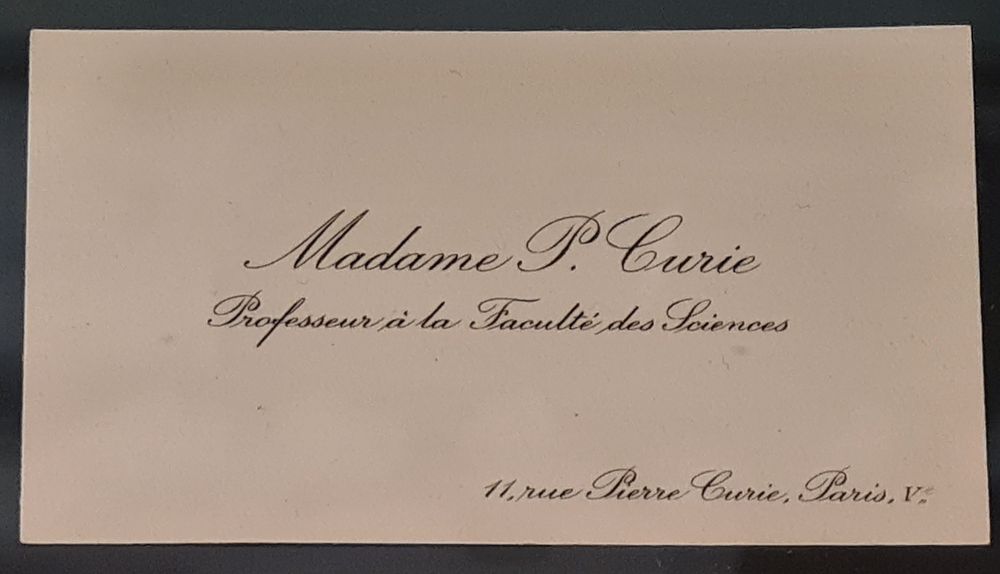 Madame P. Curie
Professeur à la Faculté des Sciences
11, rue Pierre Curie, Paris, Ve